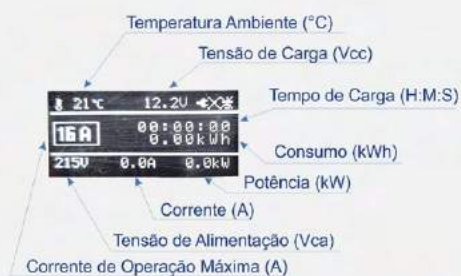 Temperatura Ambiente (°C)
Tensão de Carga (Vcc)
21℃ 12.2V
Tempo de Carga (H:M:S)
16A 00:00:00
0.00kWh
Consumo (kWh)
215V 0.0A 0.0kW
Potência (kW)
Corrente (A)
Tensão de Alimentação (Vca)
Corrente de Operação Máxima (A)